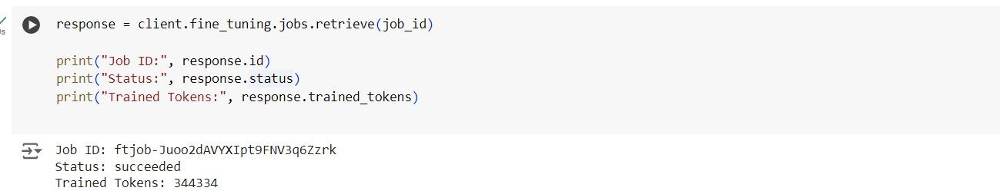 response = client.fine_tuning.jobs.retrieve(job_id)
print("Job ID:", response.id)
print("Status:", response.status)
print("Trained Tokens:", response.trained_tokens)
Job ID: ftjob-Juoo2dAVYXIpt9FNV3q6Zzrk
Status: succeeded
Trained Tokens: 344334